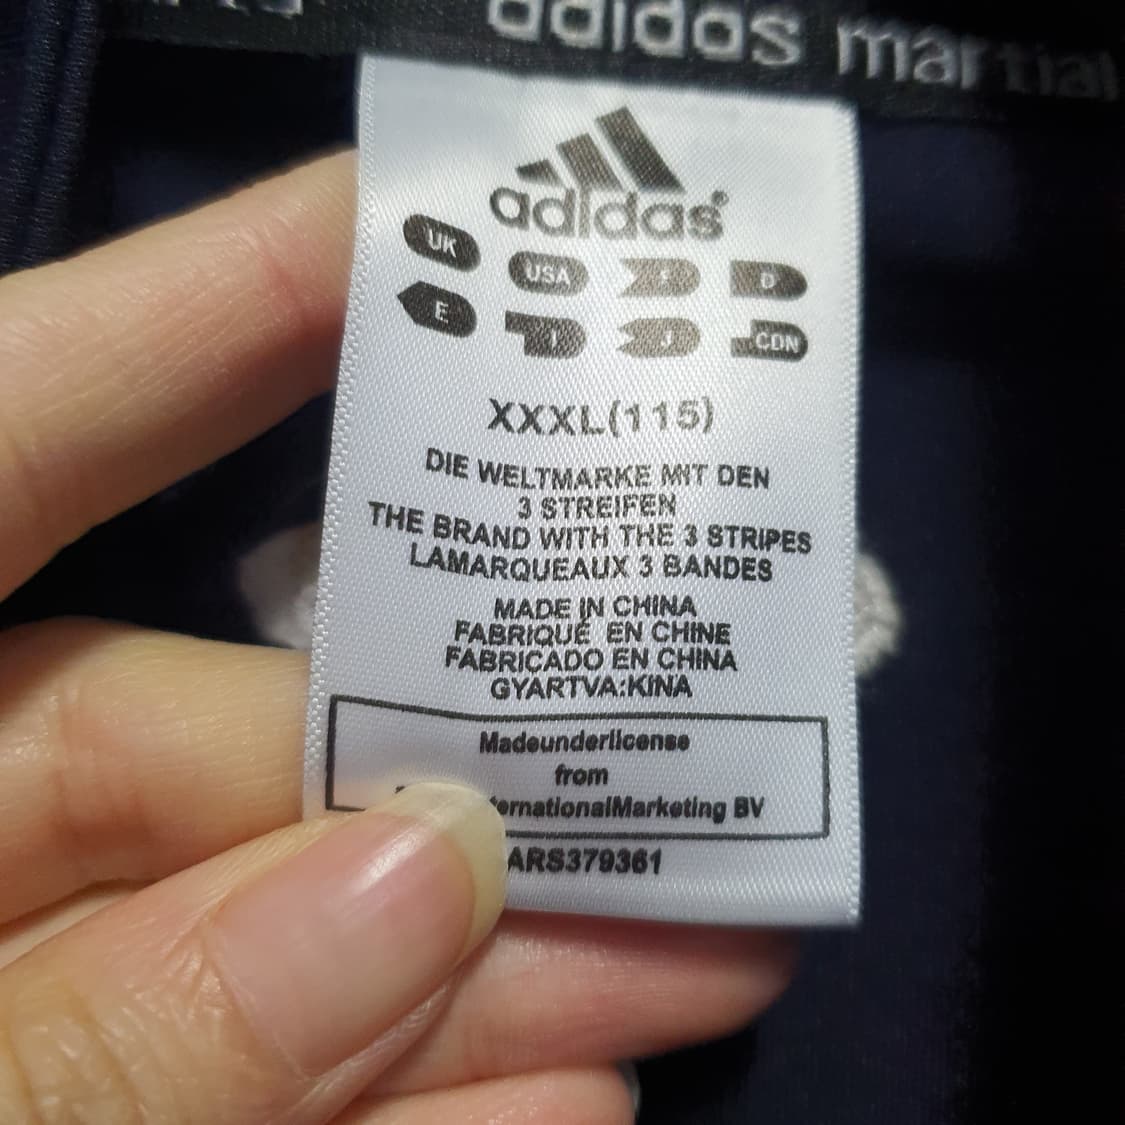 adidas martial
adidas®
UK USA F D
E I J CDN
XXXL(115)
DIE WELTMARKE MIT DEN
3 STREIFEN
THE BRAND WITH THE 3 STRIPES
LAMARQUEAUX 3 BANDES
MADE IN CHINA
FABRIQUÉ EN CHINE
FABRICADO EN CHINA
GYARTVA:KINA
Madeunderlicense
from
ernationalMarketing BV
ARS379361